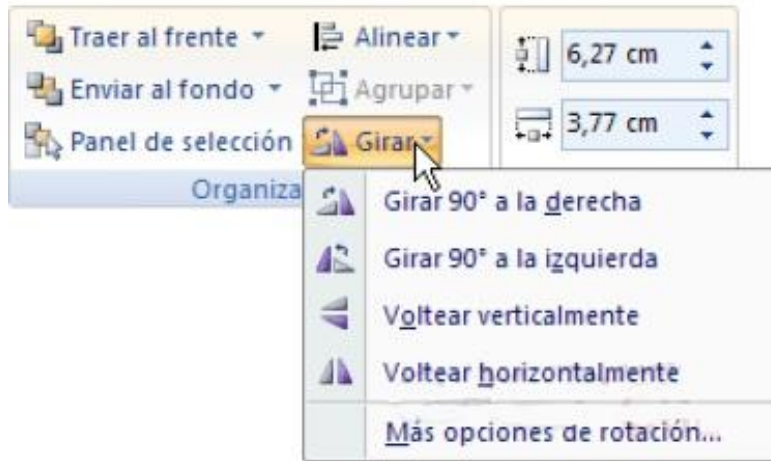 Traer al frente
Alinear
6,27 cm
Enviar al fondo
Agrupar
Panel de selección
Girar
3,77 cm
Organiza
Girar 90° a la derecha
Girar 90° a la izquierda
Voltear verticalmente
Voltear horizontalmente
Más opciones de rotación...